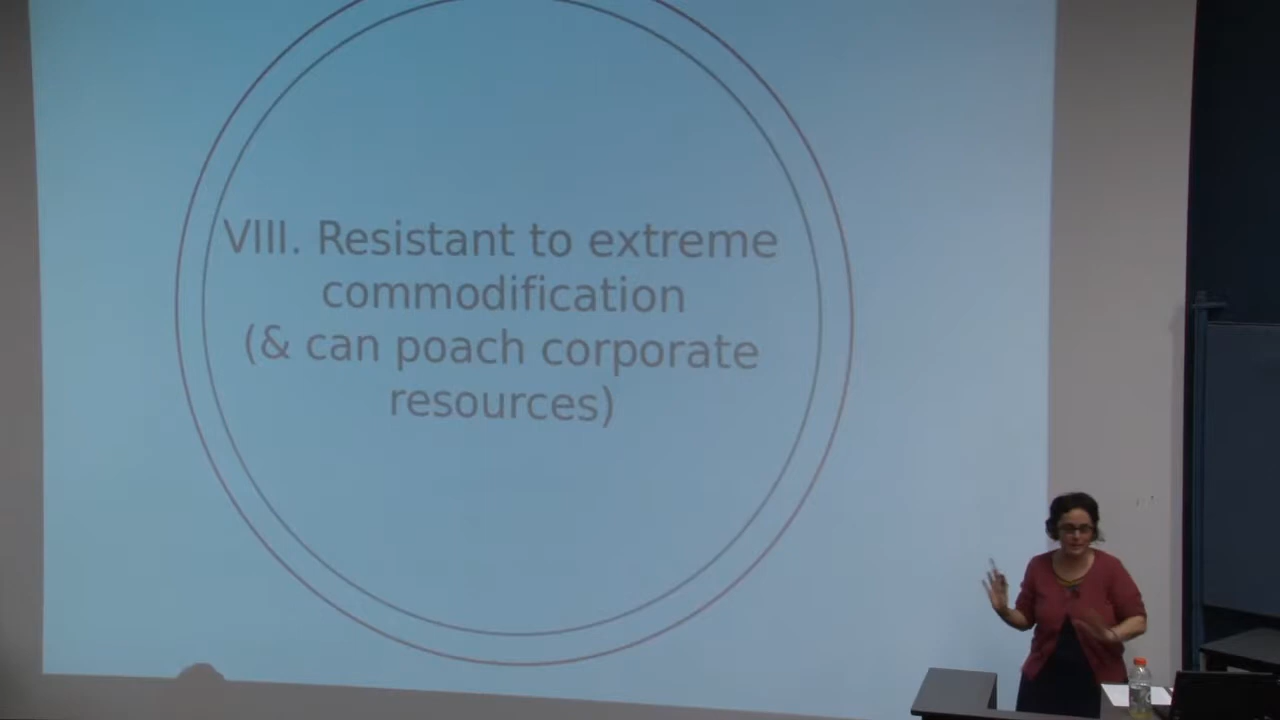 VIII. Resistant to extreme
commodification
(& can poach corporate
resources)